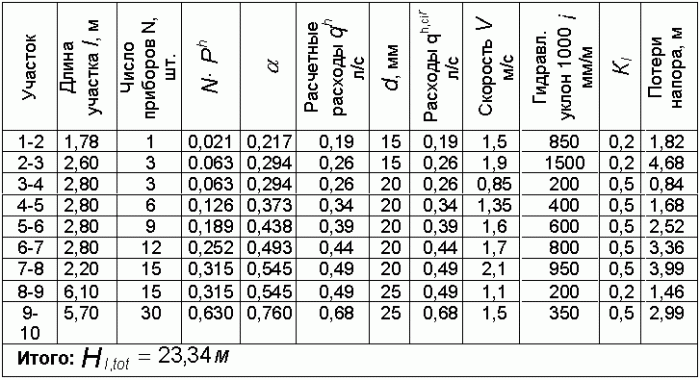 Участок | Длина участка l, м | Число приборов N, шт. | N· Pʰ | α | Расчетные расходы qʰ л/с | d, мм | Расходы qʰ,ᶜⁱʳ л/с | Скорость V м/с | Гидравл. уклон 1000 i мм/м | Kₗ | Потери напора, м
1-2 | 1,78 | 1 | 0,021 | 0,217 | 0,19 | 15 | 0,19 | 1,5 | 850 | 0,2 | 1,82
2-3 | 2,60 | 3 | 0.063 | 0,294 | 0,26 | 15 | 0,26 | 1,9 | 1500 | 0,2 | 4,68
3-4 | 2,80 | 3 | 0,063 | 0,294 | 0,26 | 20 | 0,26 | 0,85 | 200 | 0,5 | 0,84
4-5 | 2,80 | 6 | 0,126 | 0,373 | 0,34 | 20 | 0,34 | 1,35 | 400 | 0,5 | 1,68
5-6 | 2,80 | 9 | 0,189 | 0,438 | 0,39 | 20 | 0,39 | 1,6 | 600 | 0,5 | 2,52
6-7 | 2,80 | 12 | 0,252 | 0,493 | 0,44 | 20 | 0,44 | 1,7 | 800 | 0,5 | 3,36
7-8 | 2,20 | 15 | 0,315 | 0,545 | 0,49 | 20 | 0,49 | 2,1 | 950 | 0,5 | 3,99
8-9 | 6,10 | 15 | 0,315 | 0,545 | 0,49 | 25 | 0,49 | 1,1 | 200 | 0,2 | 1,46
9-10 | 5,70 | 30 | 0,630 | 0,760 | 0,68 | 25 | 0,68 | 1,5 | 350 | 0,5 | 2,99
Итого: H l,tot = 23,34 м